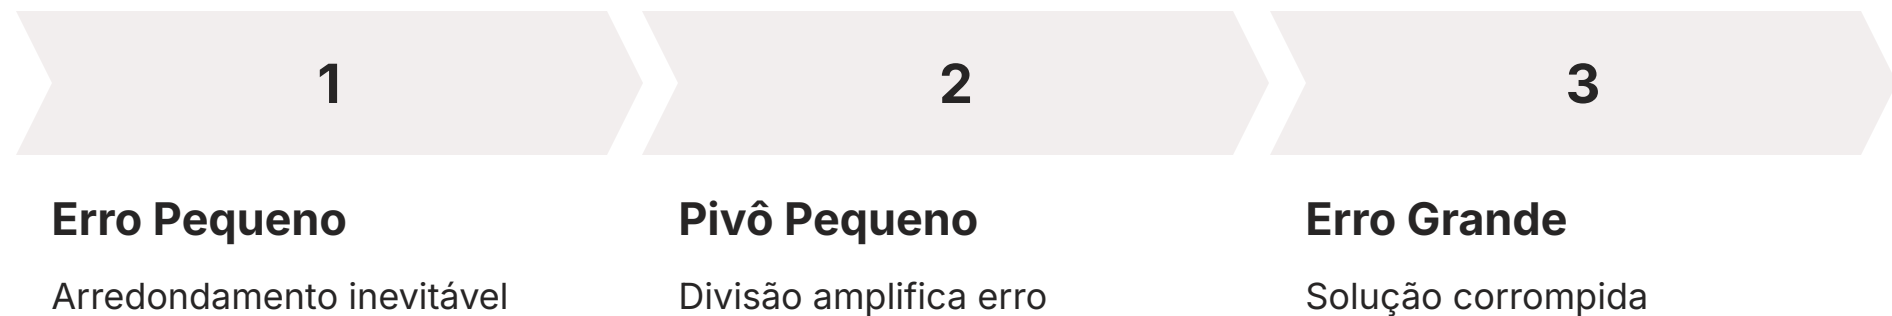 1
2
3
Erro Pequeno
Arredondamento inevitável
Pivô Pequeno
Divisão amplifica erro
Erro Grande
Solução corrompida